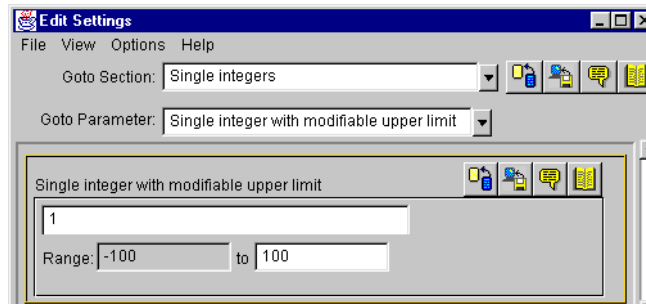 Edit Settings
File View Options Help
Goto Section: Single integers
Goto Parameter: Single integer with modifiable upper limit
Single integer with modifiable upper limit
1
Range: -100 to 100